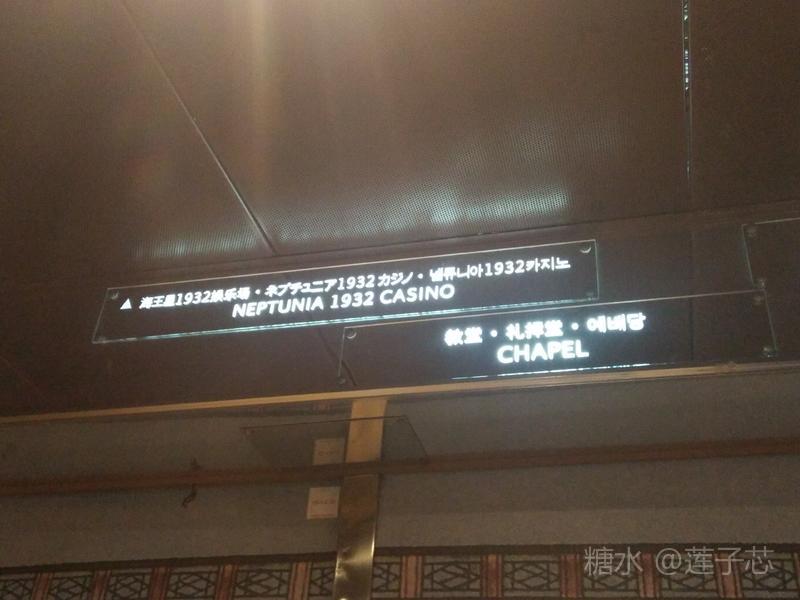 ▲ 海王星1932娱乐场・ネプチュニア1932カジノ・넵튜니아1932카지노
NEPTUNIA 1932 CASINO
教堂・礼拝堂・예배당
CHAPEL
糖水 @莲子芯